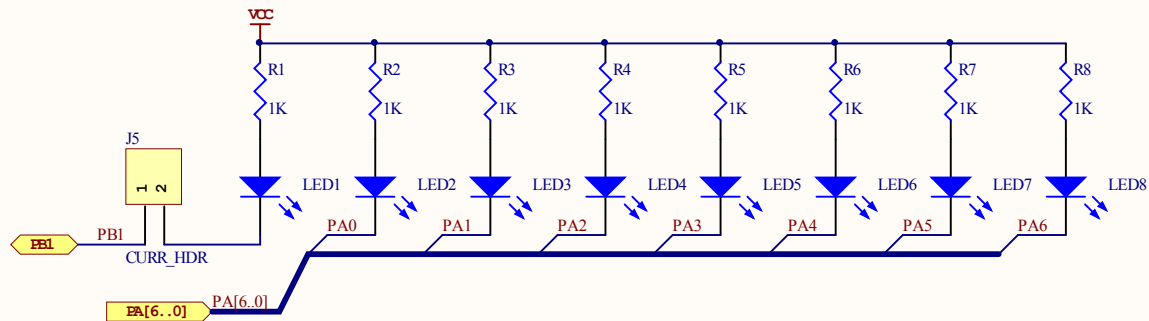 VCC
R1 R2 R3 R4 R5 R6 R7 R8
1K 1K 1K 1K 1K 1K 1K 1K
J5
1 2
LED1 LED2 LED3 LED4 LED5 LED6 LED7 LED8
PA0 PA1 PA2 PA3 PA4 PA5 PA6
PB1 PB1
CURR_HDR
PA[6..0] PA[6..0]